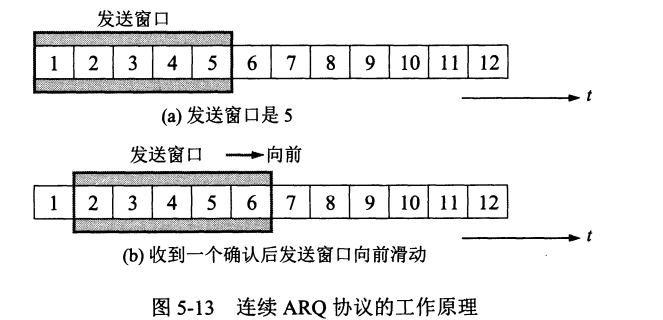 发送窗口
1 2 3 4 5 6 7 8 9 10 11 12
t
(a) 发送窗口是 5
发送窗口 向前
1 2 3 4 5 6 7 8 9 10 11 12
t
(b) 收到一个确认后发送窗口向前滑动
图 5-13 连续 ARQ 协议的工作原理